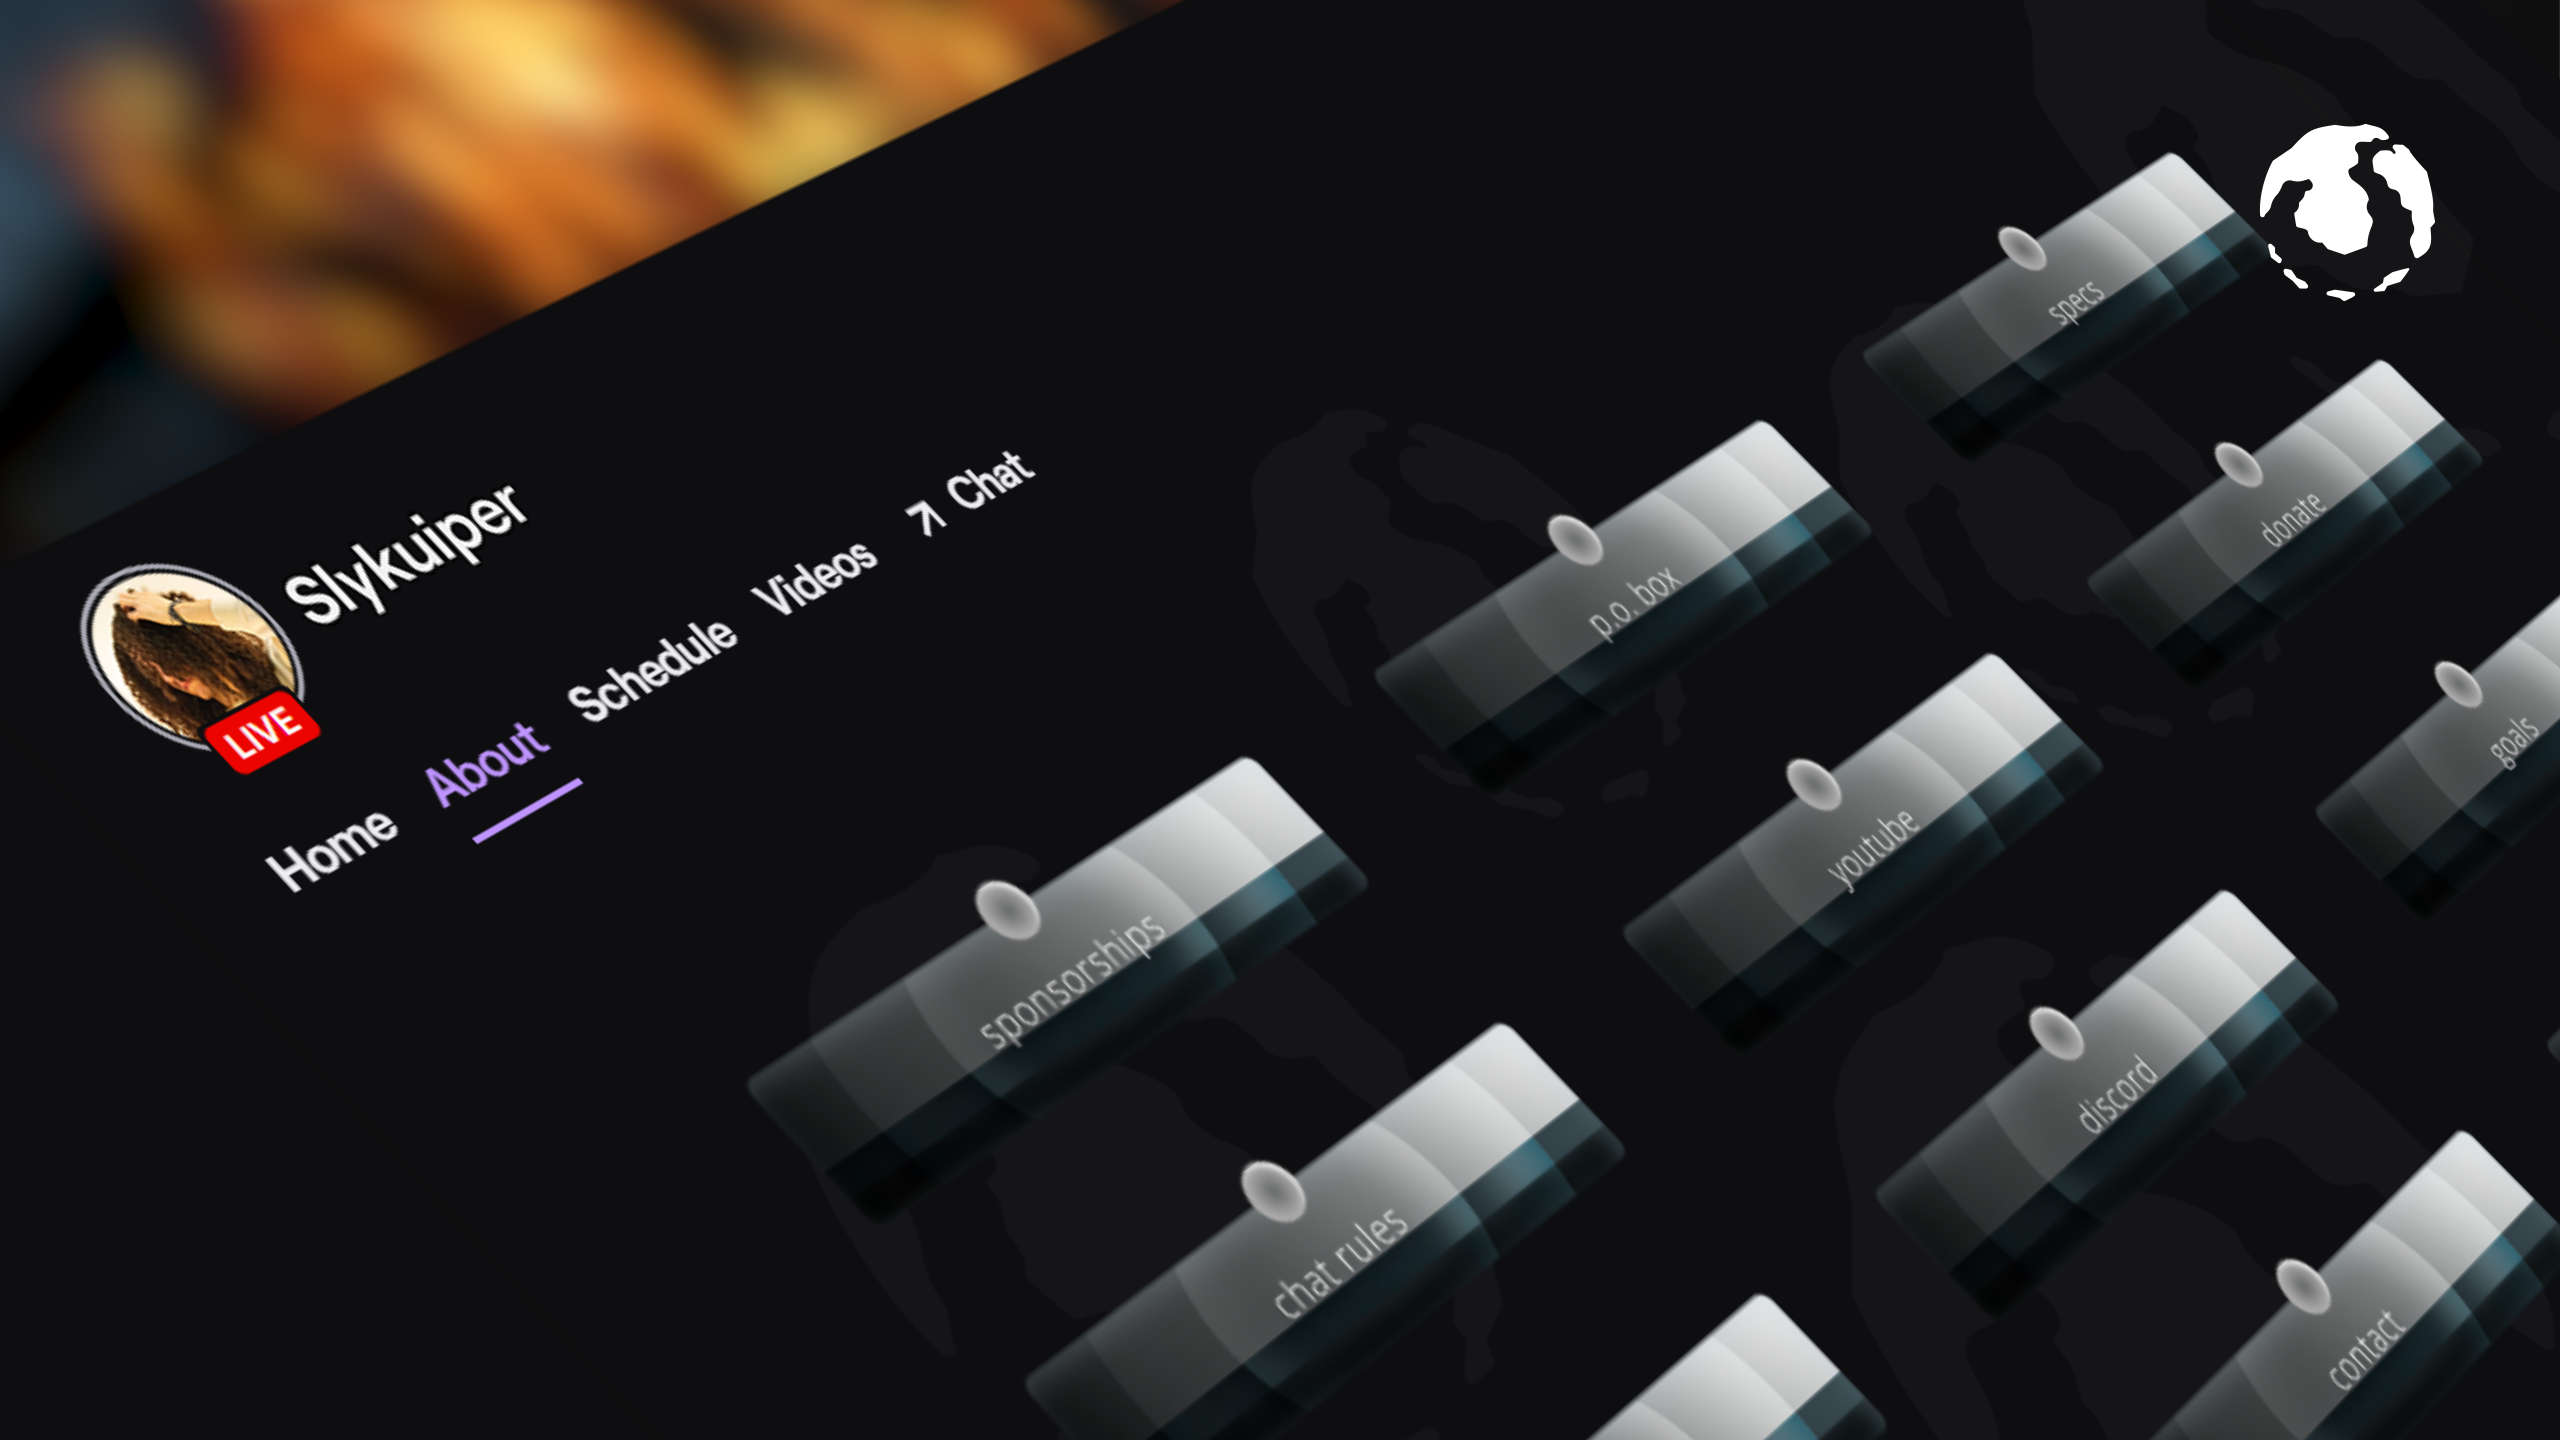 Slykuiper
LIVE
Home About Schedule Videos Chat
sponsorships
p.o. box
specs
chat rules
youtube
donate
discord
goals
contact